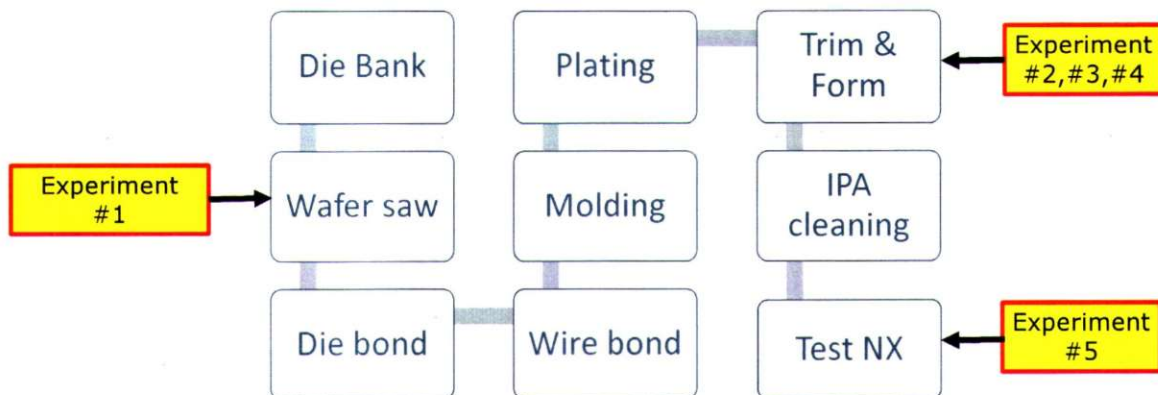 Die Bank
Plating
Trim &
Form
Experiment
#2,#3,#4
Experiment
#1
Wafer saw
Molding
IPA
cleaning
Die bond
Wire bond
Test NX
Experiment
#5